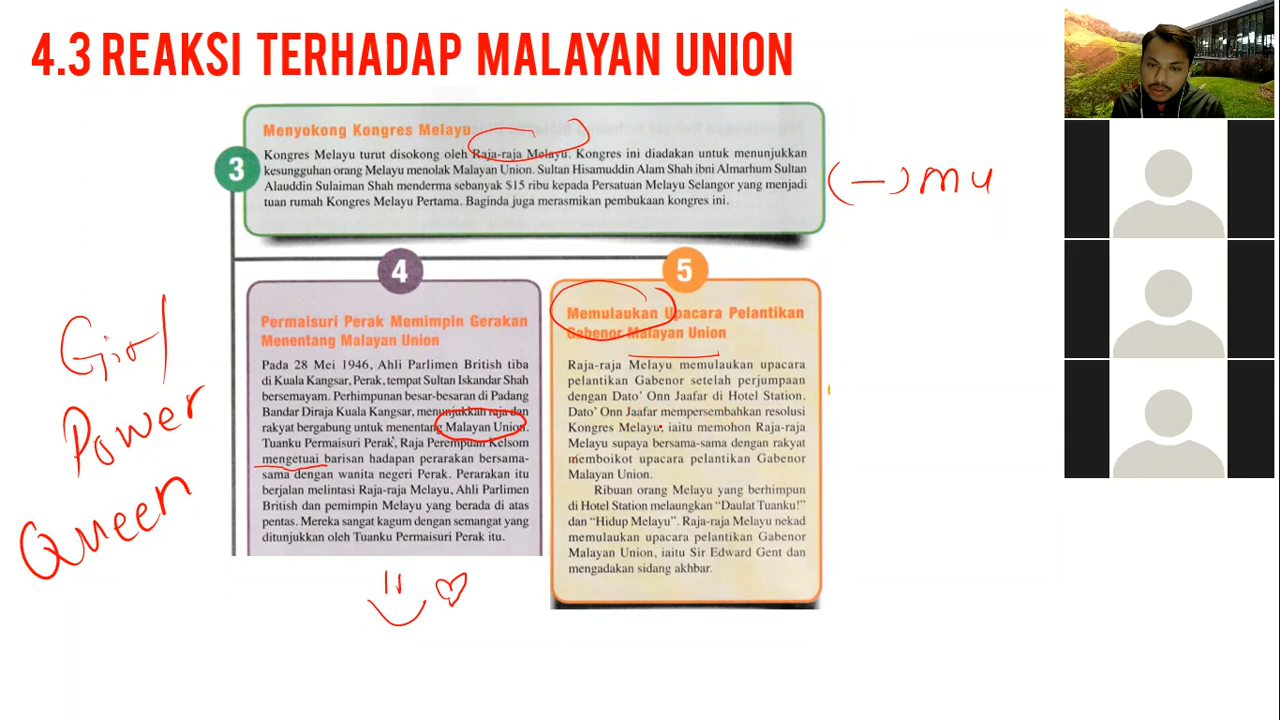 4.3 REAKSI TERHADAP MALAYAN UNION
3
Menyokong Kongres Melayu
Kongres Melayu turut disokong oleh Raja-raja Melayu. Kongres ini diadakan untuk menunjukkan
kesungguhan orang Melayu menolak Malayan Union. Sultan Hisamuddin Alam Shah ibni Almarhum Sultan
Alauddin Sulaiman Shah menderma sebanyak $15 ribu kepada Persatuan Melayu Selangor yang menjadi
tuan rumah Kongres Melayu Pertama. Baginda juga merasmikan pembukaan kongres ini.
(—) MU
4
Permaisuri Perak Memimpin Gerakan
Menentang Malayan Union
Pada 28 Mei 1946, Ahli Parlimen British tiba
di Kuala Kangsar, Perak, tempat Sultan Iskandar Shah
bersemayam. Perhimpunan besar-besaran di Padang
Bandar Diraja Kuala Kangsar, menunjukkan raja dan
rakyat bergabung untuk menentang Malayan Union.
Tuanku Permaisuri Perak, Raja Perempuan Kelsom
mengetuai barisan hadapan perarakan bersama-
sama dengan wanita negeri Perak. Perarakan itu
berjalan melintasi Raja-raja Melayu, Ahli Parlimen
British dan pemimpin Melayu yang berada di atas
pentas. Mereka sangat kagum dengan semangat yang
ditunjukkan oleh Tuanku Permaisuri Perak itu.
5
Memulaukan Upacara Pelantikan
Gabenor Malayan Union
Raja-raja Melayu memulaukan upacara
pelantikan Gabenor setelah perjumpaan
dengan Dato' Onn Jaafar di Hotel Station.
Dato' Onn Jaafar mempersembahkan resolusi
Kongres Melayu, iaitu memohon Raja-raja
Melayu supaya bersama-sama dengan rakyat
memboikot upacara pelantikan Gabenor
Malayan Union.
Ribuan orang Melayu yang berhimpun
di Hotel Station melaungkan "Daulat Tuanku!"
dan "Hidup Melayu". Raja-raja Melayu nekad
memulaukan upacara pelantikan Gabenor
Malayan Union, iaitu Sir Edward Gent dan
mengadakan sidang akhbar.
Girl
Power
Queen